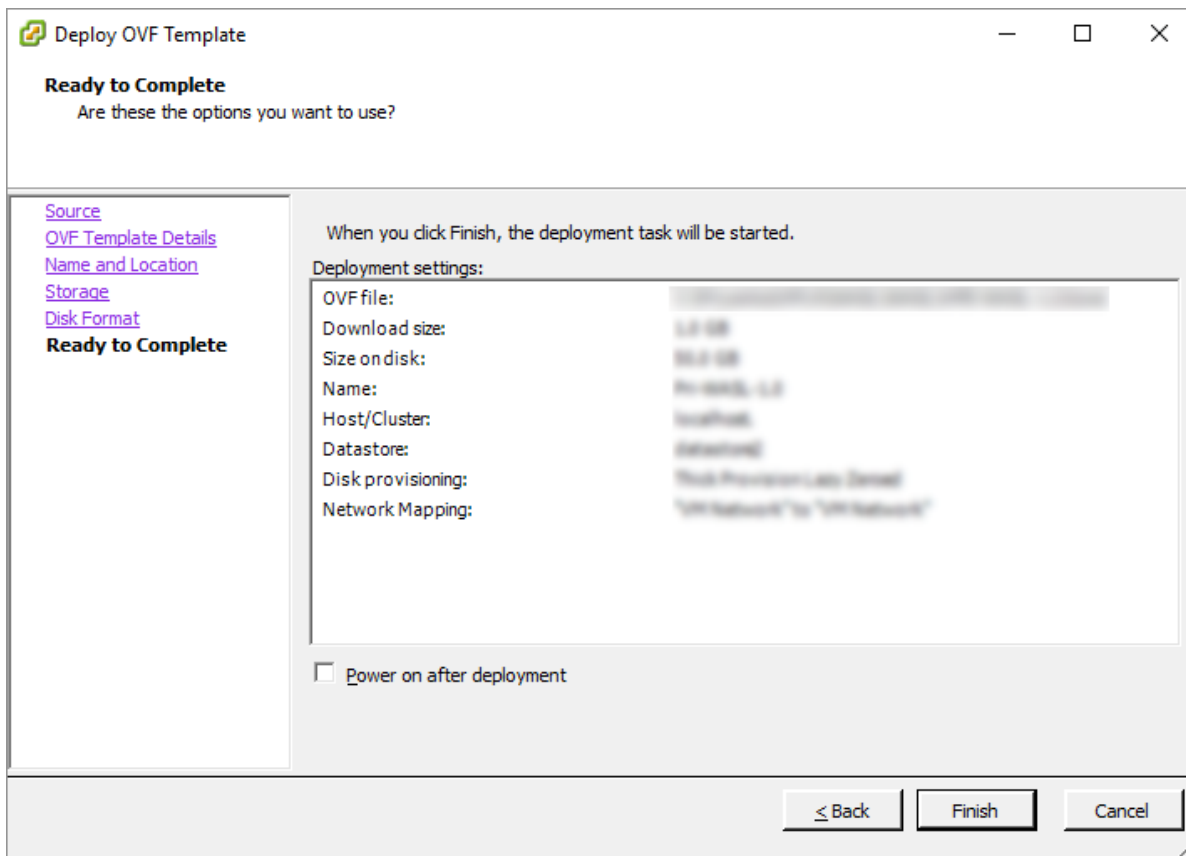 Deploy OVF Template
Ready to Complete
Are these the options you want to use?
Source
OVF Template Details
Name and Location
Storage
Disk Format
Ready to Complete
When you click Finish, the deployment task will be started.
Deployment settings:
OVF file:
Download size:
Size on disk:
Name:
Host/Cluster:
Datastore:
Disk provisioning:
Network Mapping:
Power on after deployment
< Back Finish Cancel